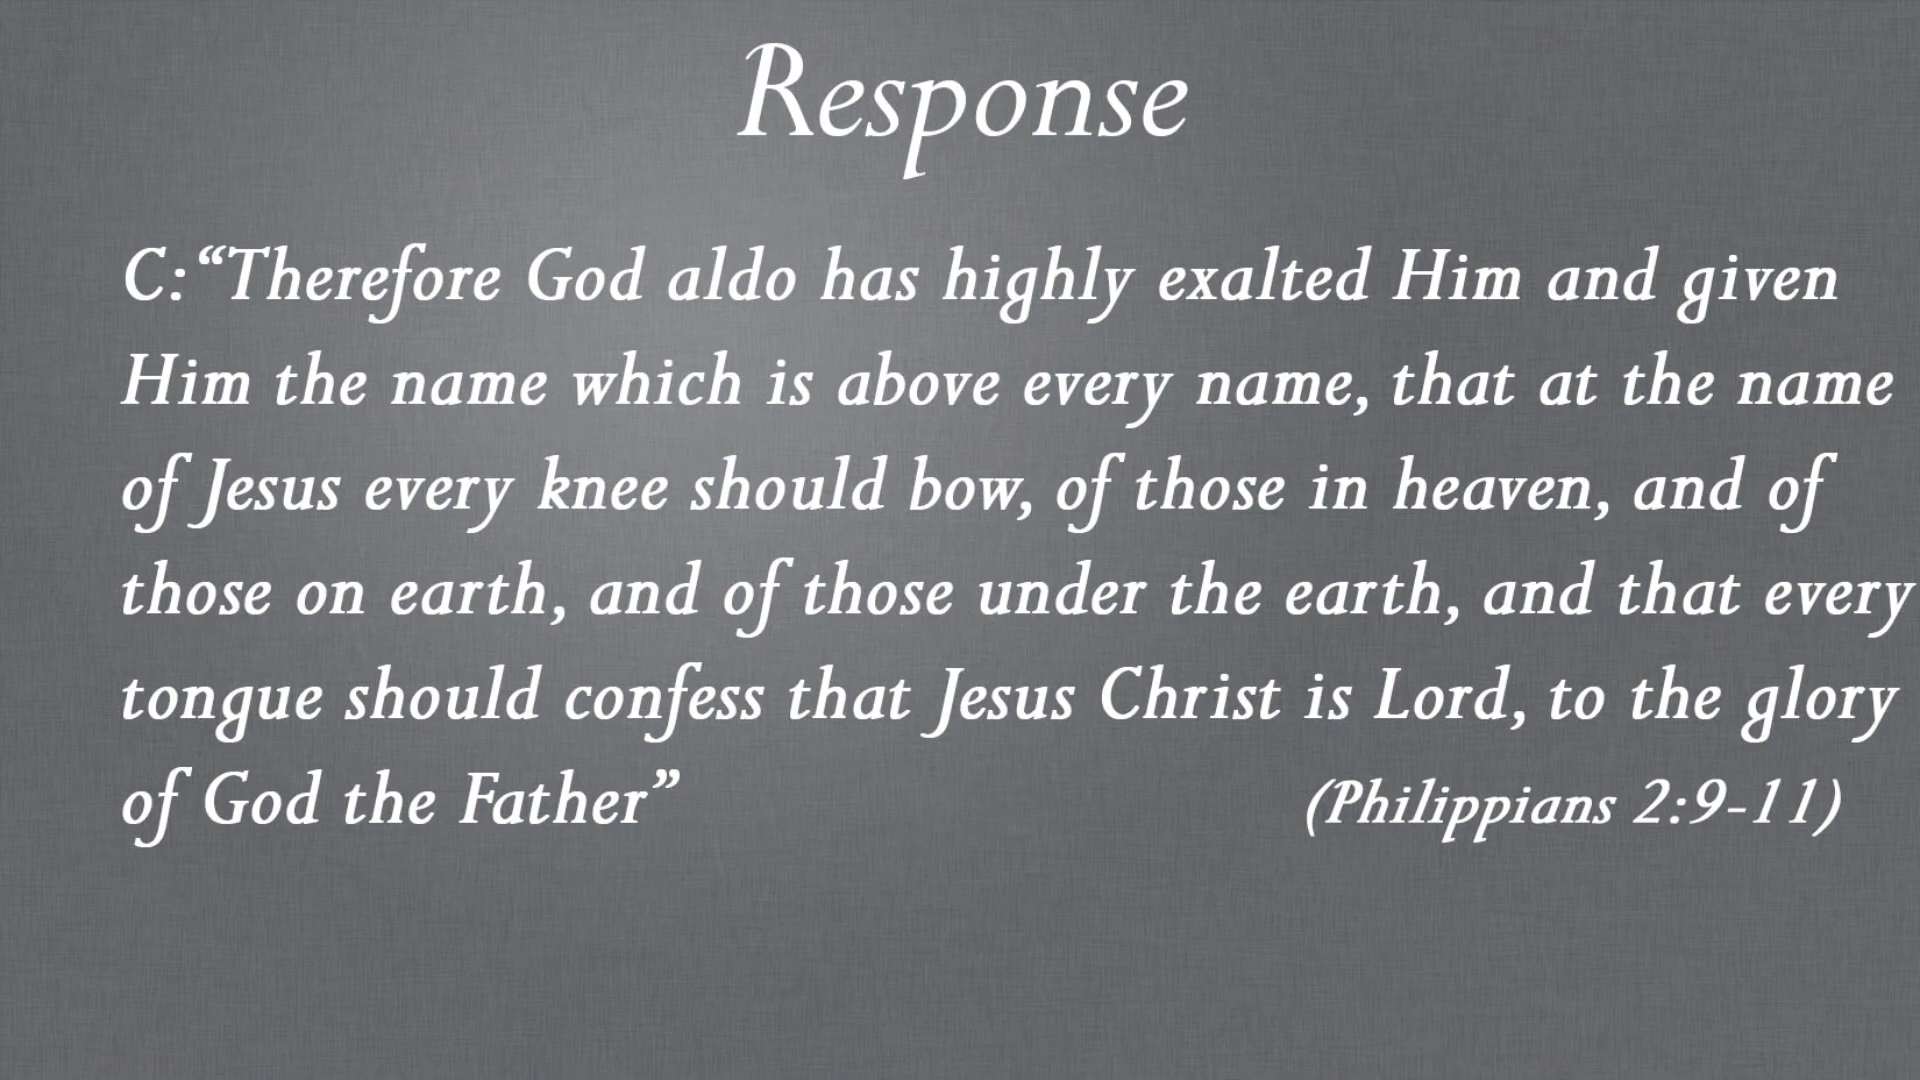 Response
C:“Therefore God aldo has highly exalted Him and given
Him the name which is above every name, that at the name
of Jesus every knee should bow, of those in heaven, and of
those on earth, and of those under the earth, and that every
tongue should confess that Jesus Christ is Lord, to the glory
of God the Father” (Philippians 2:9-11)